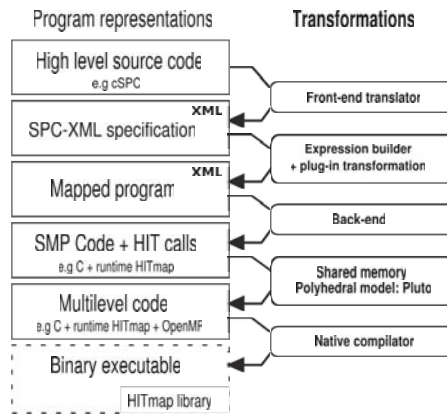 Program representations
Transformations
High level source code
e.g cSPC
Front-end translator
XML
SPC-XML specification
Expression builder
+ plug-in transformation
XML
Mapped program
Back-end
SMP Code + HIT calls
e.g C + runtime HITmap
Shared memory
Polyhedral model: Pluto
Multilevel code
e.g C + runtime HITmap + OpenMP
Native compilator
Binary executable
HITmap library